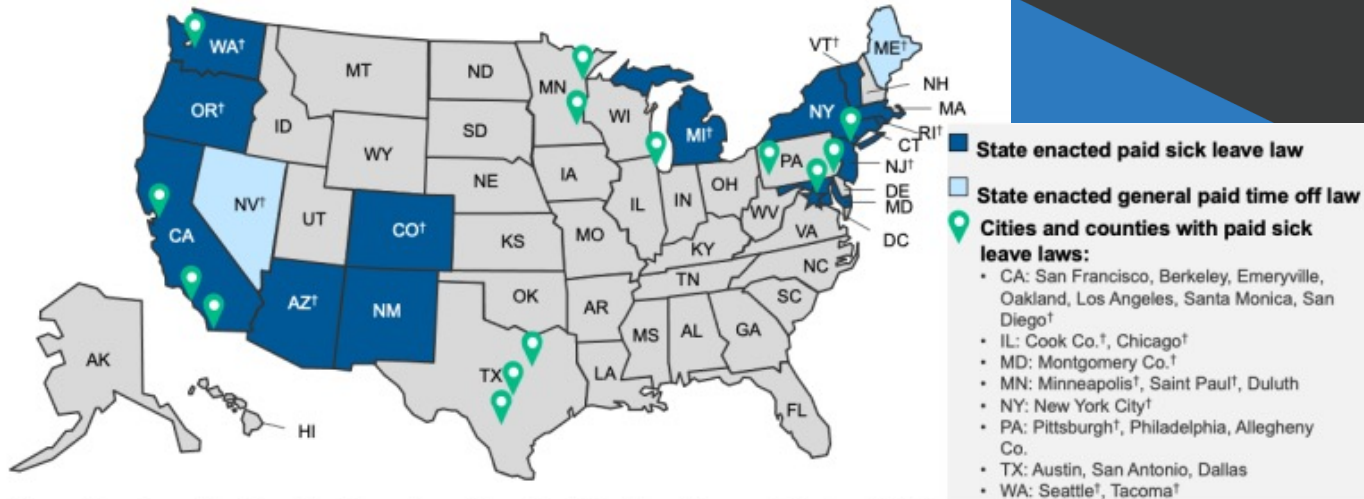 WA†
MT
ND
MN
VT†
ME†
NH
MA
OR†
ID
SD
WI
MI†
NY
RI†
CT
WY
IA
PA
NJ†
NE
OH
DE
MD
NV†
UT
CO†
IL
IN
WV
VA
DC
CA
KS
MO
KY
NC
TN
AZ†
NM
OK
AR
SC
MS
AL
GA
AK
TX
LA
FL
HI
State enacted paid sick leave law
State enacted general paid time off law
Cities and counties with paid sick
leave laws:
• CA: San Francisco, Berkeley, Emeryville,
Oakland, Los Angeles, Santa Monica, San
Diego†
• IL: Cook Co.†, Chicago†
• MD: Montgomery Co.†
• MN: Minneapolis†, Saint Paul†, Duluth
• NY: New York City†
• PA: Pittsburgh†, Philadelphia, Allegheny
Co.
• TX: Austin, San Antonio, Dallas
• WA: Seattle†, Tacoma†